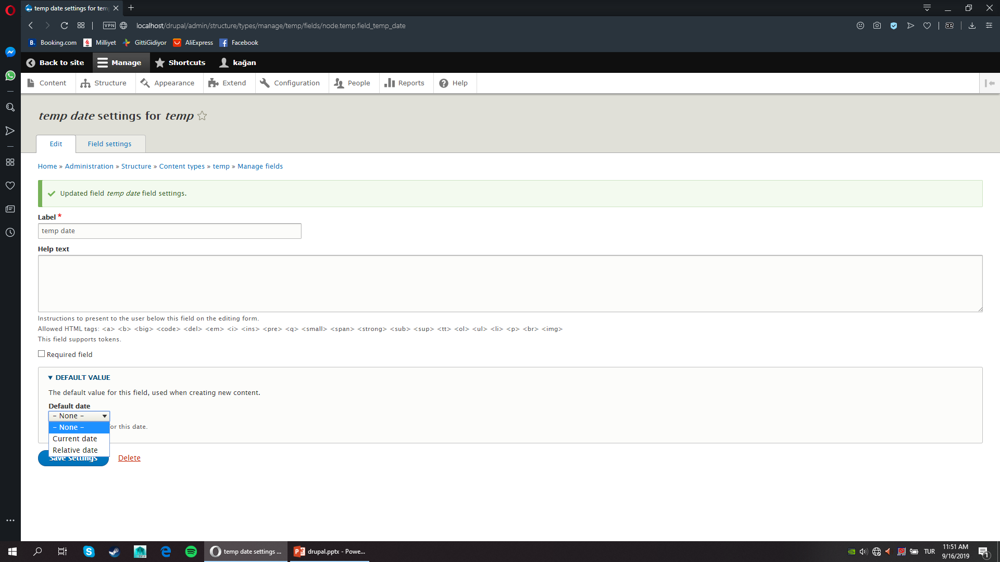 temp date settings for tem
VPN
localhost/drupal/admin/structure/types/manage/temp/fields/node.temp.field_temp_date
B. Booking.com Milliyet GittiGidiyor AliExpress Facebook
Back to site Manage Shortcuts kağan
Content Structure Appearance Extend Configuration People Reports Help
temp date settings for temp
Edit Field settings
Home » Administration » Structure » Content types » temp » Manage fields
Updated field temp date field settings.
Label *
temp date
Help text
Instructions to present to the user below this field on the editing form.
Allowed HTML tags: <a> <b> <big> <code> <del> <em> <i> <ins> <pre> <q> <small> <span> <strong> <sub> <sup> <tt> <ol> <ul> <li> <p> <br> <img>
This field supports tokens.
Required field
▼ DEFAULT VALUE
The default value for this field, used when creating new content.
Default date
- None -
- None - for this date.
Current date
Relative date
Save settings Delete
temp date settings ... drupal.pptx - Powe... TUR 11:51 AM
9/16/2019 1